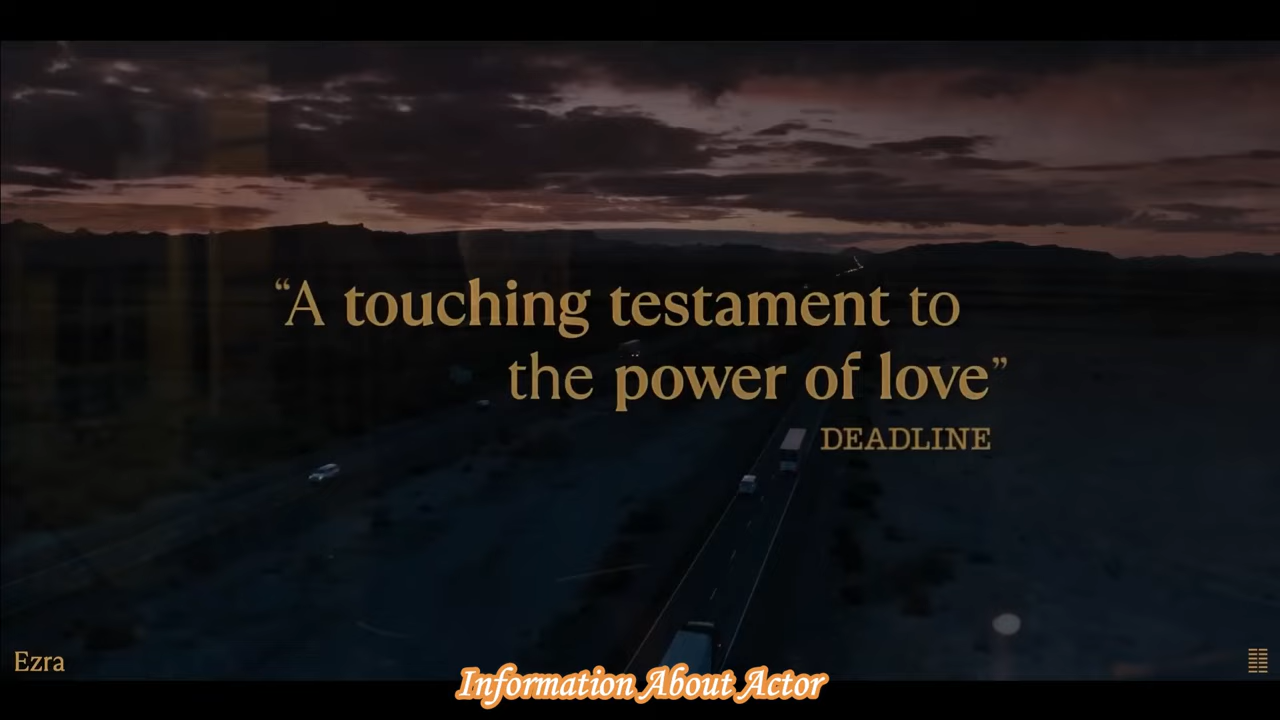 “A touching testament to
the power of love”
DEADLINE
Ezra
Information About Actor